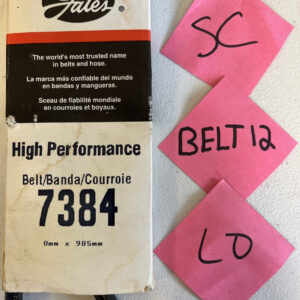 Gates
The world's most trusted name
in belts and hose.
La marca más confiable del mundo
en bandas y mangueras.
Sceau de fiabilité mondiale
en courroies et boyaux.
High Performance
Belt/Banda/Courroie
7384
8mm x 985mm
SC
BELT12
LO